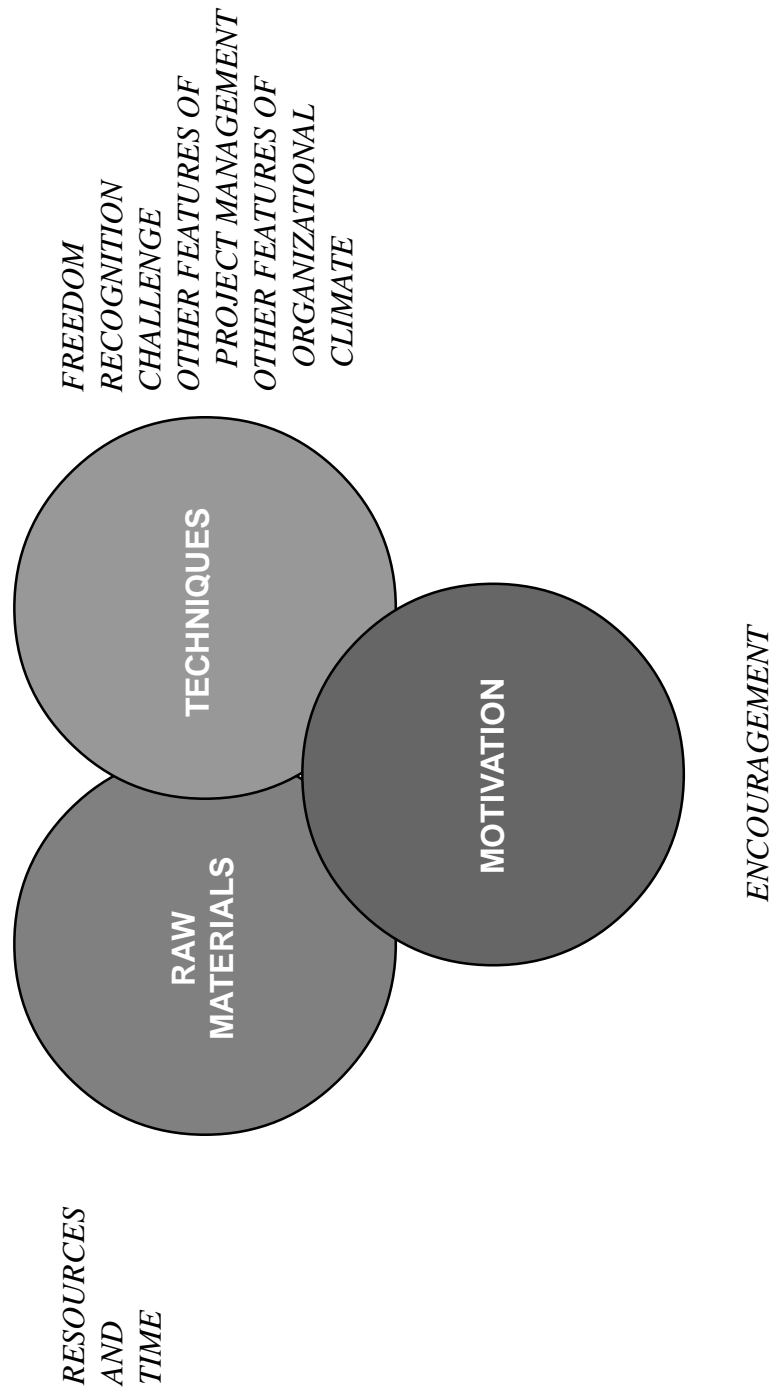 RESOURCES
AND
TIME
RAW
MATERIALS
TECHNIQUES
FREEDOM
RECOGNITION
CHALLENGE
OTHER FEATURES OF
PROJECT MANAGEMENT
OTHER FEATURES OF
ORGANIZATIONAL
CLIMATE
MOTIVATION
ENCOURAGEMENT